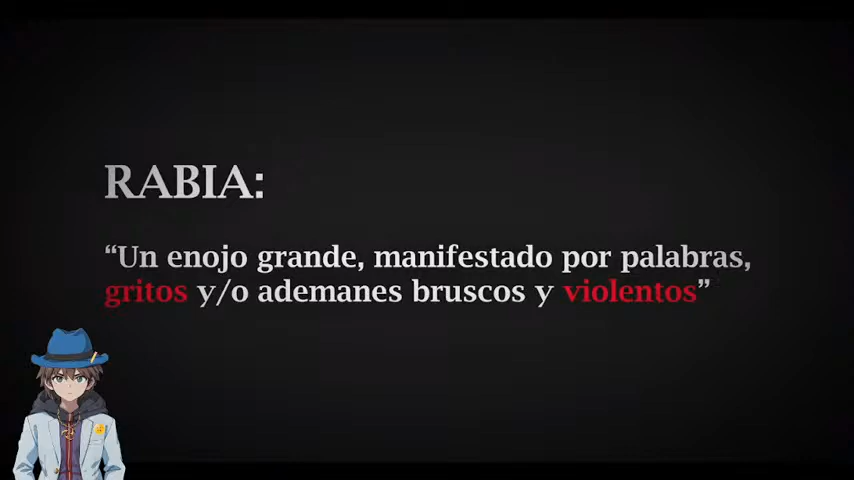 RABIA:
“Un enojo grande, manifestado por palabras,
gritos y/o ademanes bruscos y violentos”